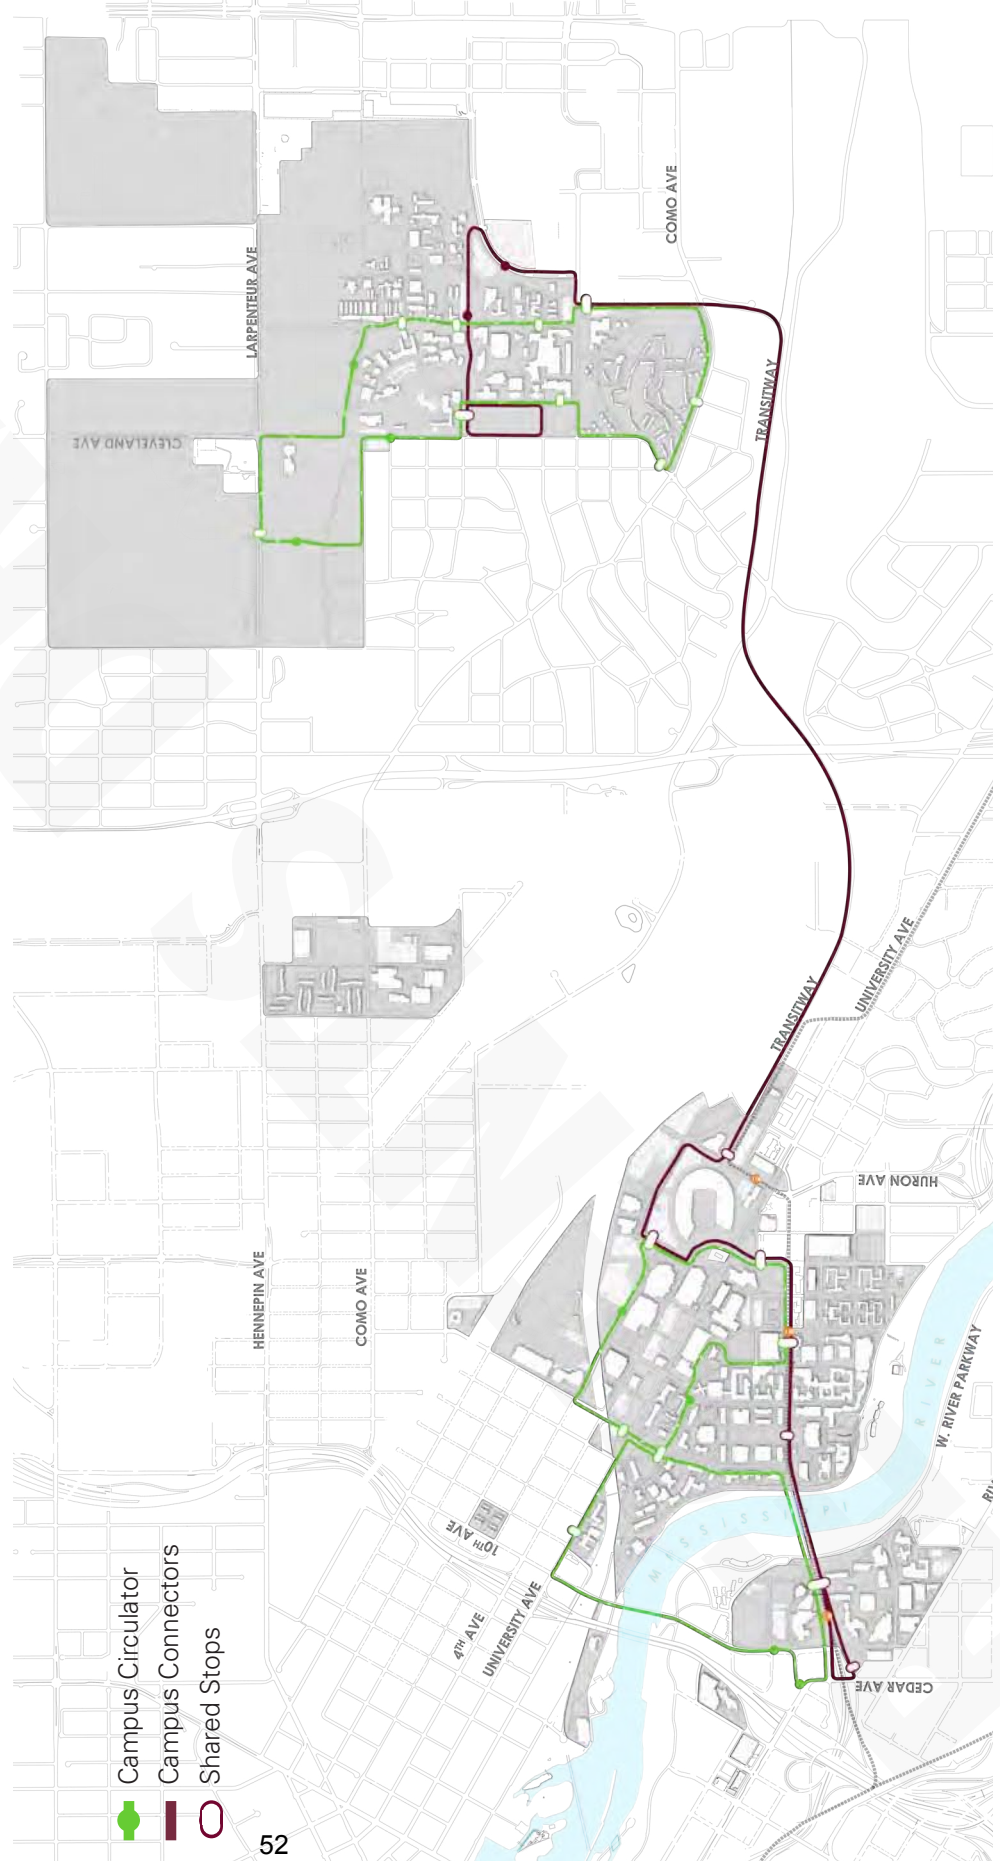 COMO AVE
LARPENTEUR AVE
CLEVELAND AVE
TRANSITWAY
UNIVERSITY AVE
TRANSITWAY
HURON AVE
HENNEPIN AVE
COMO AVE
RIVER
W. RIVER PARKWAY
MISSISSIPPI
10TH AVE
4TH AVE
UNIVERSITY AVE
CEDAR AVE
Campus Circulator
Campus Connectors
Shared Stops
52